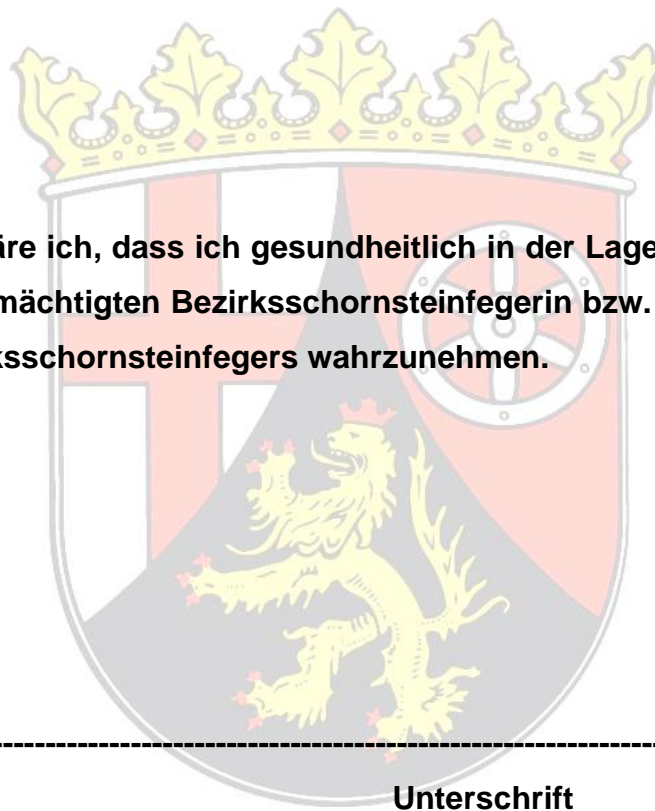 äre ich, dass ich gesundheitlich in der Lage
mächtigten Bezirksschornsteinfegerin bzw.
ksschornsteinfegers wahrzunehmen.
Unterschrift